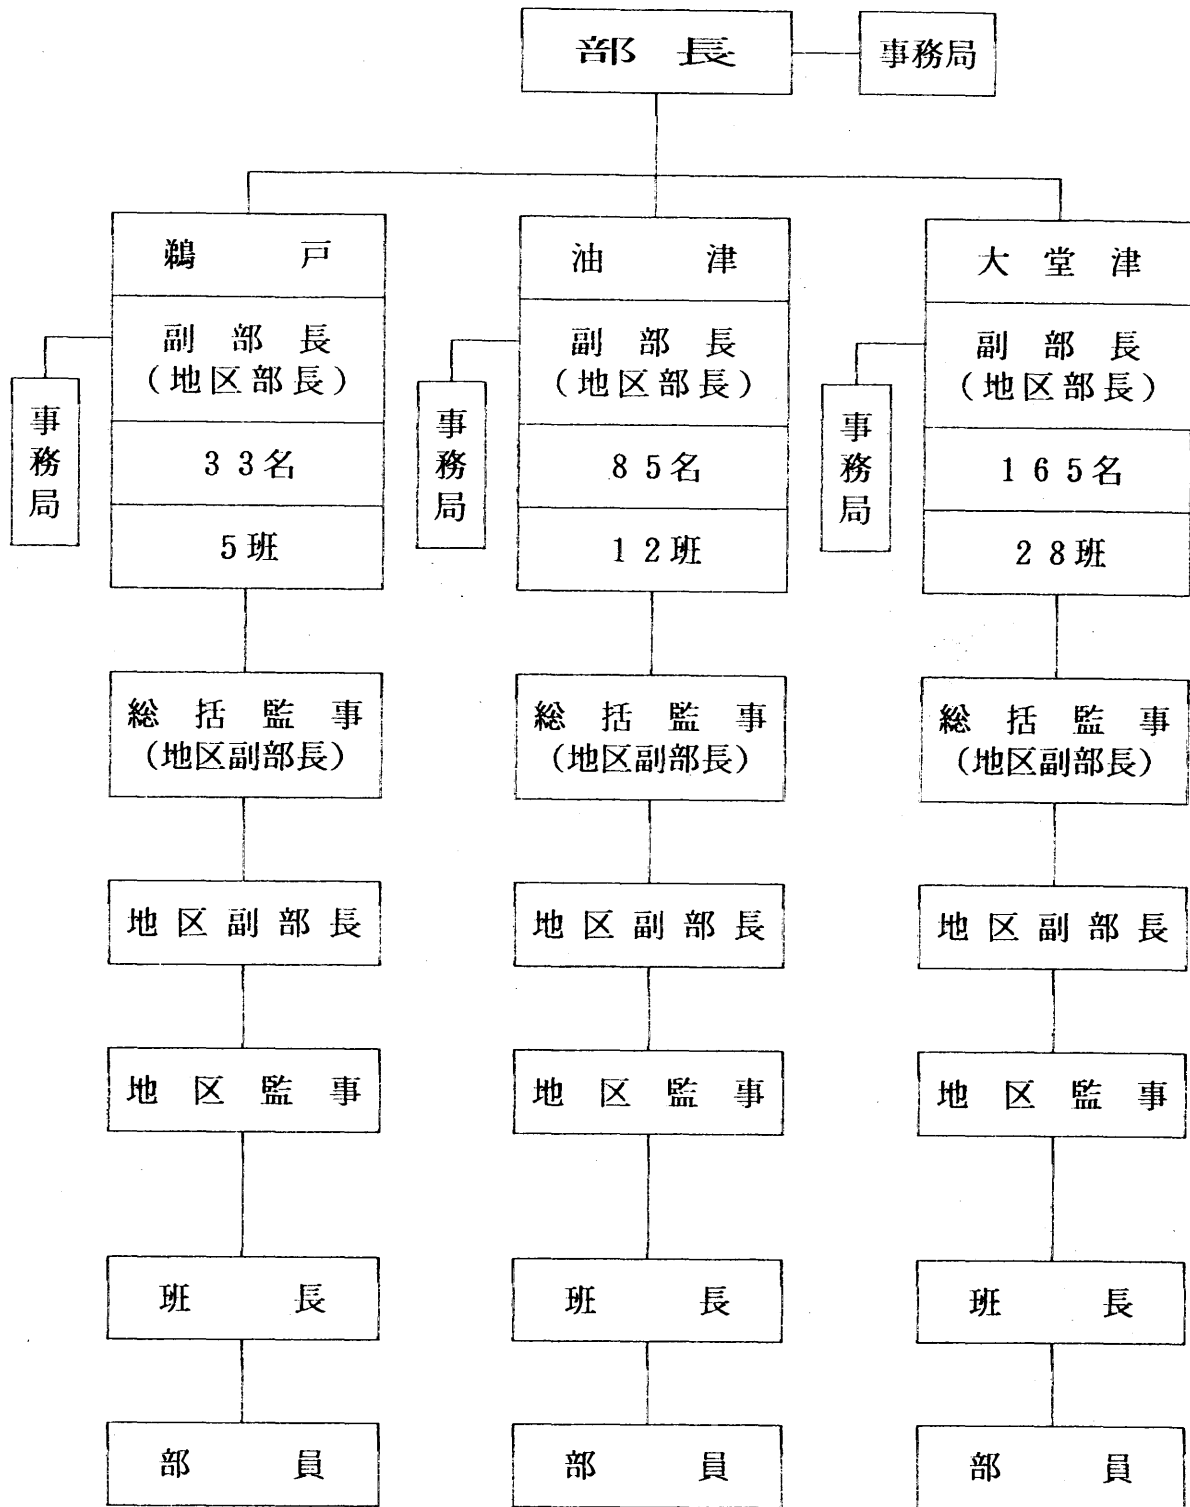 部長
事務局
鵜戸
副部長
（地区部長）
33名
5班
事務局
総括監事
（地区副部長）
地区副部長
地区監事
班長
部員
油津
副部長
（地区部長）
85名
12班
事務局
総括監事
（地区副部長）
地区副部長
地区監事
班長
部員
大堂津
副部長
（地区部長）
165名
28班
事務局
総括監事
（地区副部長）
地区副部長
地区監事
班長
部員